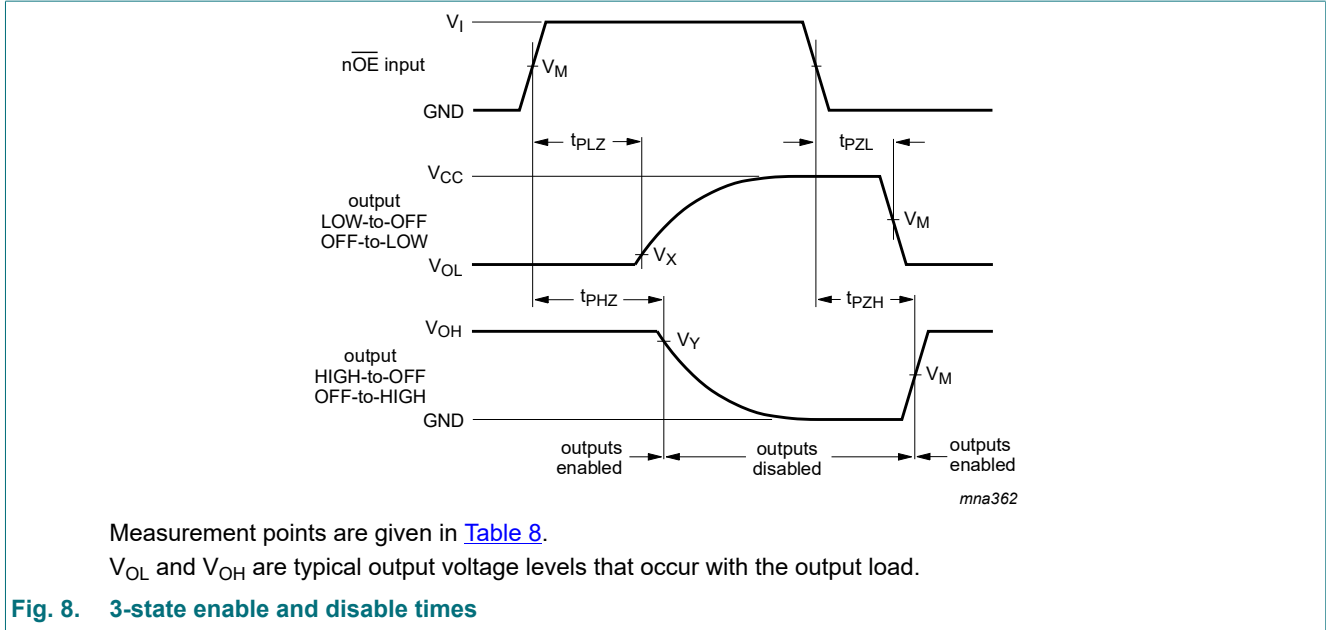 V_I
nOE input
V_M
GND
t_PLZ
t_PZL
V_CC
output
LOW-to-OFF
OFF-to-LOW
V_M
V_X
V_OL
t_PHZ
t_PZH
V_OH
V_Y
output
HIGH-to-OFF
OFF-to-HIGH
V_M
GND
outputs
enabled
outputs
disabled
outputs
enabled
mna362
Measurement points are given in Table 8.
V_OL and V_OH are typical output voltage levels that occur with the output load.
Fig. 8. 3-state enable and disable times